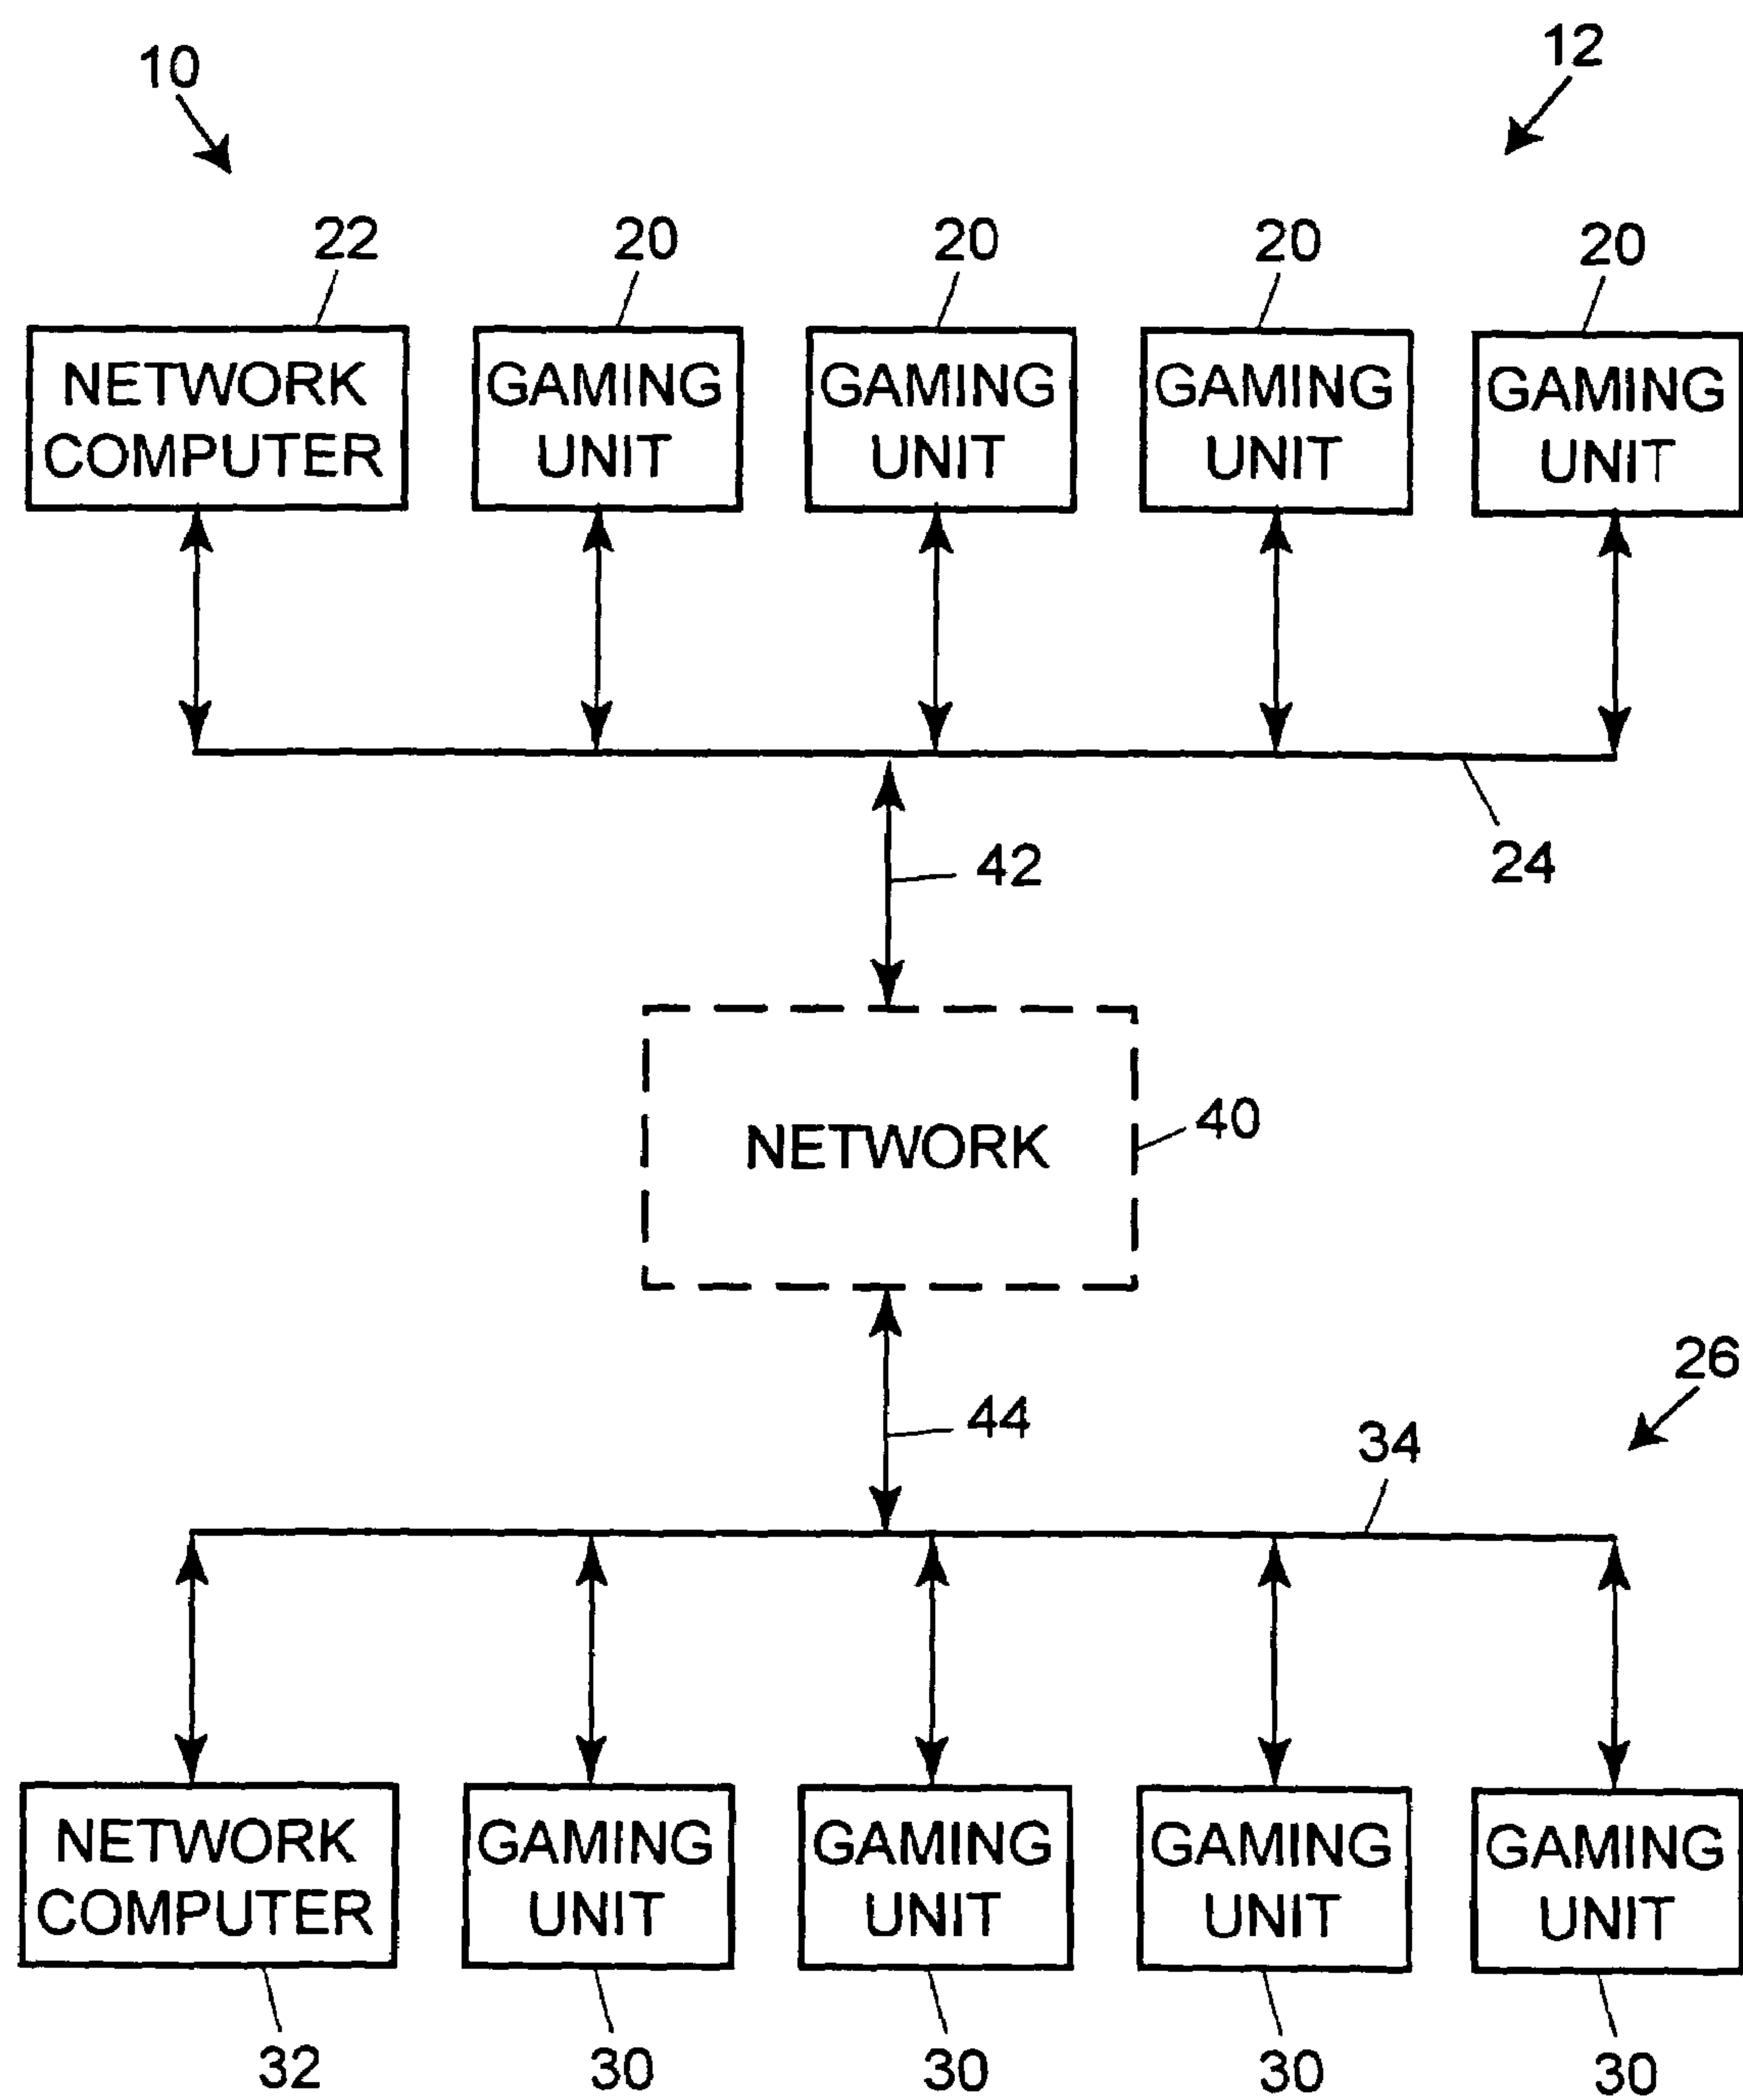 10
12
22
20
20
20
20
NETWORK
COMPUTER
GAMING
UNIT
GAMING
UNIT
GAMING
UNIT
GAMING
UNIT
24
42
NETWORK
40
44
26
34
NETWORK
COMPUTER
GAMING
UNIT
GAMING
UNIT
GAMING
UNIT
GAMING
UNIT
32
30
30
30
30